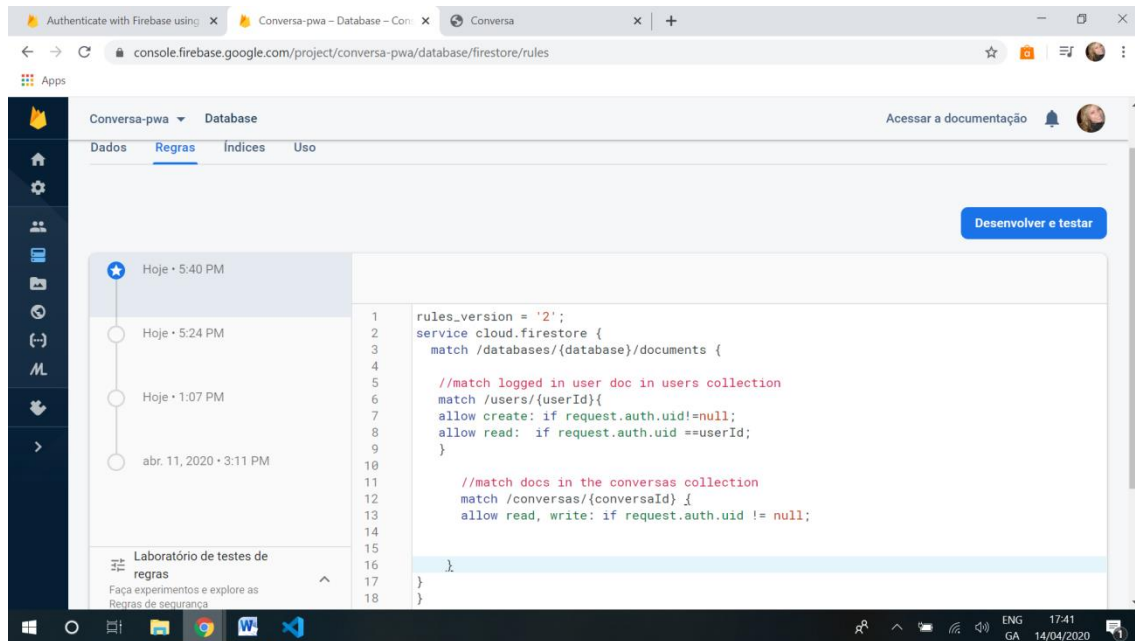 Authenticate with Firebase using
Conversa-pwa – Database – Con
Conversa
console.firebase.google.com/project/conversa-pwa/database/firestore/rules
Apps
Conversa-pwa
Database
Acessar a documentação
Dados Regras Índices Uso
Desenvolver e testar
Hoje • 5:40 PM
Hoje • 5:24 PM
Hoje • 1:07 PM
abr. 11, 2020 • 3:11 PM
Laboratório de testes de
regras
Faça experimentos e explore as
Regras de segurança
1 rules_version = '2';
2 service cloud.firestore {
3 match /databases/{database}/documents {
4
5 //match logged in user doc in users collection
6 match /users/{userId}{
7 allow create: if request.auth.uid!=null;
8 allow read: if request.auth.uid ==userId;
9 }
10
11 //match docs in the conversas collection
12 match /conversas/{conversaId} {
13 allow read, write: if request.auth.uid != null;
14
15
16 }
17 }
18 }
ENG
GA
17:41
14/04/2020
1